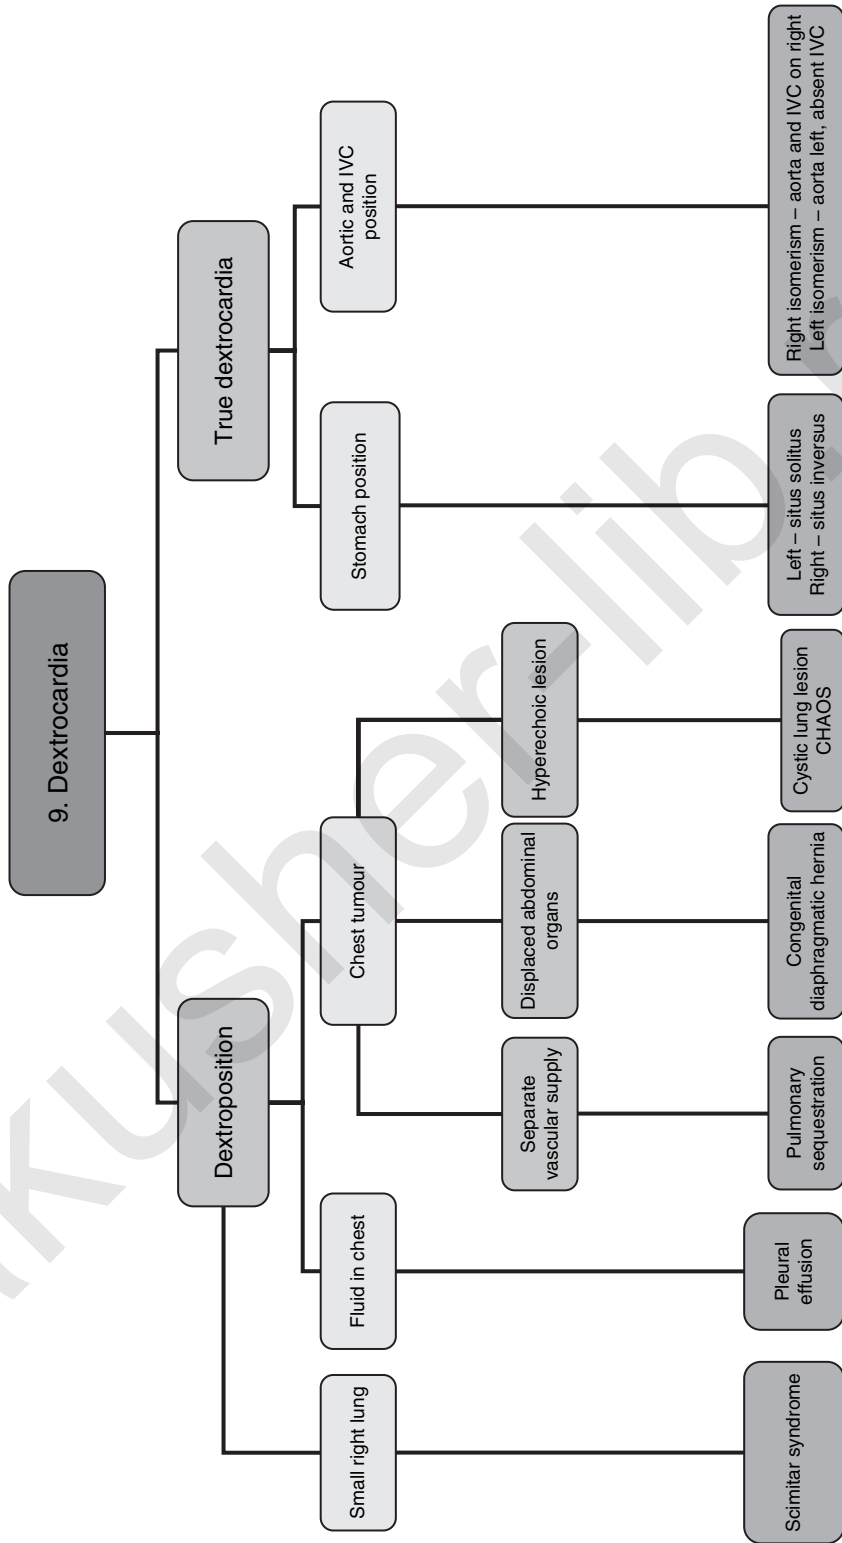 9. Dextrocardia
Dextroposition
True dextrocardia
Small right lung
Fluid in chest
Chest tumour
Stomach position
Aortic and IVC
position
Separate
vascular supply
Displaced abdominal
organs
Hyperechoic lesion
Scimitar syndrome
Pleural
effusion
Pulmonary
sequestration
Congenital
diaphragmatic hernia
Cystic lung lesion
CHAOS
Left – situs solitus
Right – situs inversus
Right isomerism – aorta and IVC on right
Left isomerism – aorta left, absent IVC